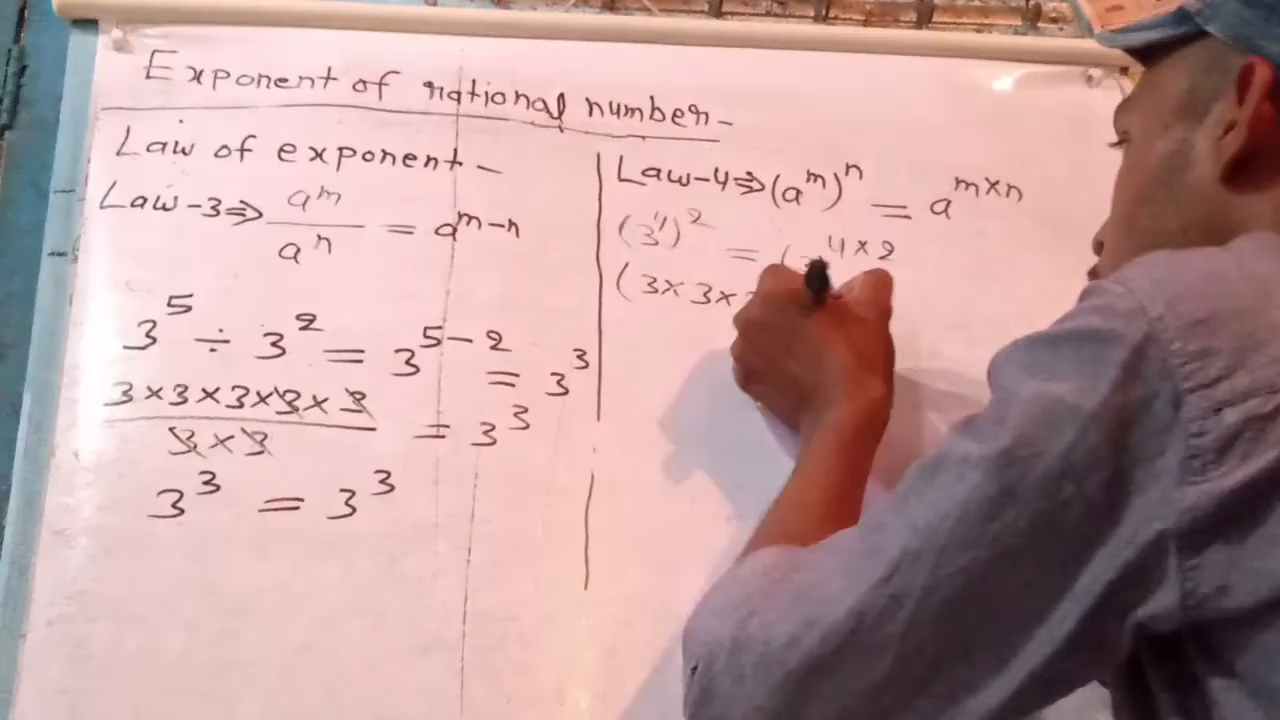 Exponent of rational number-
Law of exponent-
Law-3⇒ a^m / a^n = a^m-n
3^5 ÷ 3^2 = 3^5-2 = 3^3
3×3×3×3×3 / 3×3 = 3^3
3^3 = 3^3
Law-4⇒ (a^m)^n = a^m×n
(3^4)^2 = (3^4×2
(3×3×